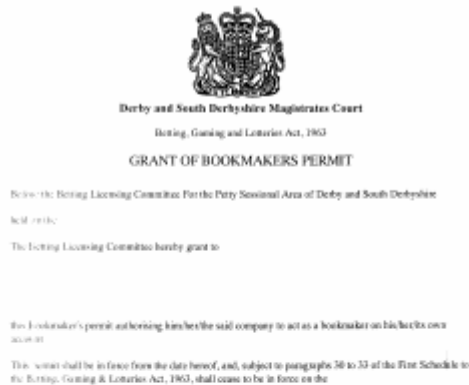 Derby and South Derbyshire Magistrates Court
Betting, Gaming and Lotteries Act, 1963
GRANT OF BOOKMAKERS PERMIT
Before the Betting Licensing Committee For the Petty Sessional Area of Derby and South Derbyshire
held on the
The Betting Licensing Committee hereby grant to
this bookmaker's permit authorising him/her/the said company to act as a bookmaker on his/her/its own
account
This permit shall be in force from the date hereof, and, subject to paragraphs 30 to 33 of the First Schedule to
the Betting, Gaming & Lotteries Act, 1963, shall cease to be in force on the